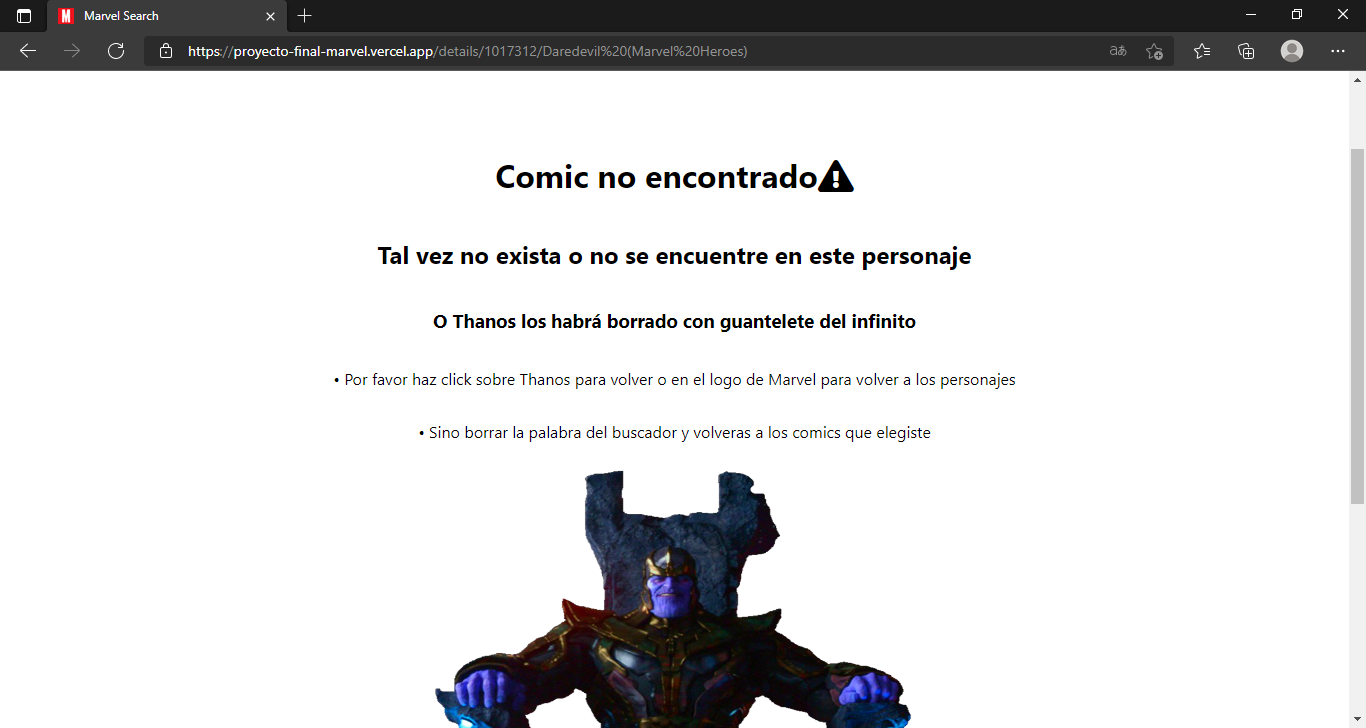 M Marvel Search
https://proyecto-final-marvel.vercel.app/details/1017312/Daredevil%20(Marvel%20Heroes)
Comic no encontrado
Tal vez no exista o no se encuentre en este personaje
O Thanos los habrá borrado con guantelete del infinito
• Por favor haz click sobre Thanos para volver o en el logo de Marvel para volver a los personajes
• Sino borrar la palabra del buscador y volveras a los comics que elegiste